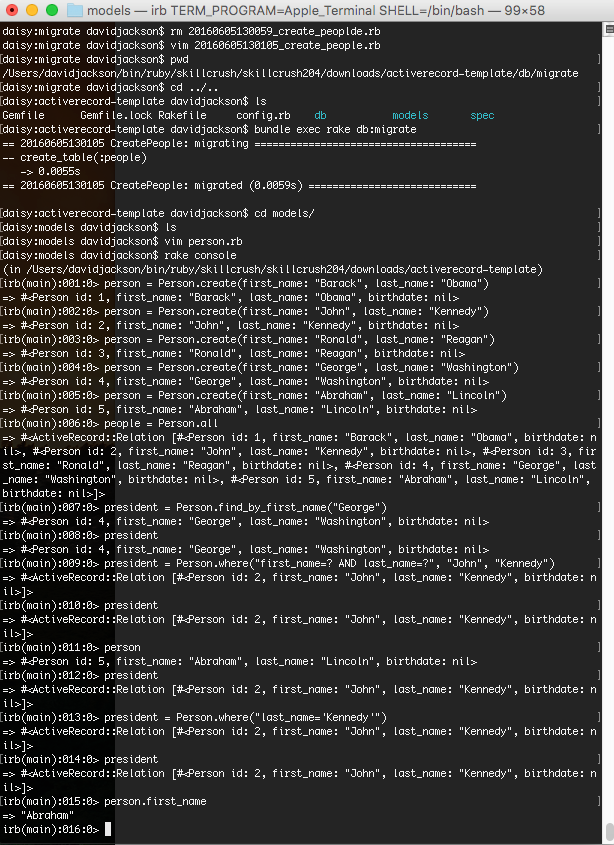 models — irb TERM_PROGRAM=Apple_Terminal SHELL=/bin/bash — 99×58
daisy:migrate davidjackson$ rm 20160605130059_create_peoplde.rb
daisy:migrate davidjackson$ vim 20160605130105_create_people.rb
[daisy:migrate davidjackson$ pwd ]
/Users/davidjackson/bin/ruby/skillcrush/skillcrush204/downloads/activerecord-template/db/migrate
[daisy:migrate davidjackson$ cd ../.. ]
[daisy:activerecord-template davidjackson$ ls ]
Gemfile Gemfile.lock Rakefile config.rb db models spec
[daisy:activerecord-template davidjackson$ bundle exec rake db:migrate ]
== 20160605130105 CreatePeople: migrating =====================================
-- create_table(:people)
-> 0.0055s
== 20160605130105 CreatePeople: migrated (0.0059s) ============================
[daisy:activerecord-template davidjackson$ cd models/ ]
[daisy:models davidjackson$ ls ]
[daisy:models davidjackson$ vim person.rb ]
[daisy:models davidjackson$ rake console ]
(in /Users/davidjackson/bin/ruby/skillcrush/skillcrush204/downloads/activerecord-template)
[irb(main):001:0> person = Person.create(first_name: "Barack", last_name: "Obama") ]
=> #<Person id: 1, first_name: "Barack", last_name: "Obama", birthdate: nil>
[irb(main):002:0> person = Person.create(first_name: "John", last_name: "Kennedy") ]
=> #<Person id: 2, first_name: "John", last_name: "Kennedy", birthdate: nil>
[irb(main):003:0> person = Person.create(first_name: "Ronald", last_name: "Reagan") ]
=> #<Person id: 3, first_name: "Ronald", last_name: "Reagan", birthdate: nil>
[irb(main):004:0> person = Person.create(first_name: "George", last_name: "Washington") ]
=> #<Person id: 4, first_name: "George", last_name: "Washington", birthdate: nil>
[irb(main):005:0> person = Person.create(first_name: "Abraham", last_name: "Lincoln") ]
=> #<Person id: 5, first_name: "Abraham", last_name: "Lincoln", birthdate: nil>
[irb(main):006:0> people = Person.all ]
=> #<ActiveRecord::Relation [#<Person id: 1, first_name: "Barack", last_name: "Obama", birthdate: n
il>, #<Person id: 2, first_name: "John", last_name: "Kennedy", birthdate: nil>, #<Person id: 3, fir
st_name: "Ronald", last_name: "Reagan", birthdate: nil>, #<Person id: 4, first_name: "George", last
_name: "Washington", birthdate: nil>, #<Person id: 5, first_name: "Abraham", last_name: "Lincoln",
birthdate: nil>]>
[irb(main):007:0> president = Person.find_by_first_name("George") ]
=> #<Person id: 4, first_name: "George", last_name: "Washington", birthdate: nil>
[irb(main):008:0> president ]
=> #<Person id: 4, first_name: "George", last_name: "Washington", birthdate: nil>
[irb(main):009:0> president = Person.where("first_name=? AND last_name=?", "John", "Kennedy") ]
=> #<ActiveRecord::Relation [#<Person id: 2, first_name: "John", last_name: "Kennedy", birthdate: n
il>]>
[irb(main):010:0> president ]
=> #<ActiveRecord::Relation [#<Person id: 2, first_name: "John", last_name: "Kennedy", birthdate: n
il>]>
[irb(main):011:0> person ]
=> #<Person id: 5, first_name: "Abraham", last_name: "Lincoln", birthdate: nil>
[irb(main):012:0> president ]
=> #<ActiveRecord::Relation [#<Person id: 2, first_name: "John", last_name: "Kennedy", birthdate: n
il>]>
[irb(main):013:0> president = Person.where("last_name='Kennedy'") ]
=> #<ActiveRecord::Relation [#<Person id: 2, first_name: "John", last_name: "Kennedy", birthdate: n
il>]>
[irb(main):014:0> president ]
=> #<ActiveRecord::Relation [#<Person id: 2, first_name: "John", last_name: "Kennedy", birthdate: n
il>]>
[irb(main):015:0> person.first_name ]
=> "Abraham"
irb(main):016:0>